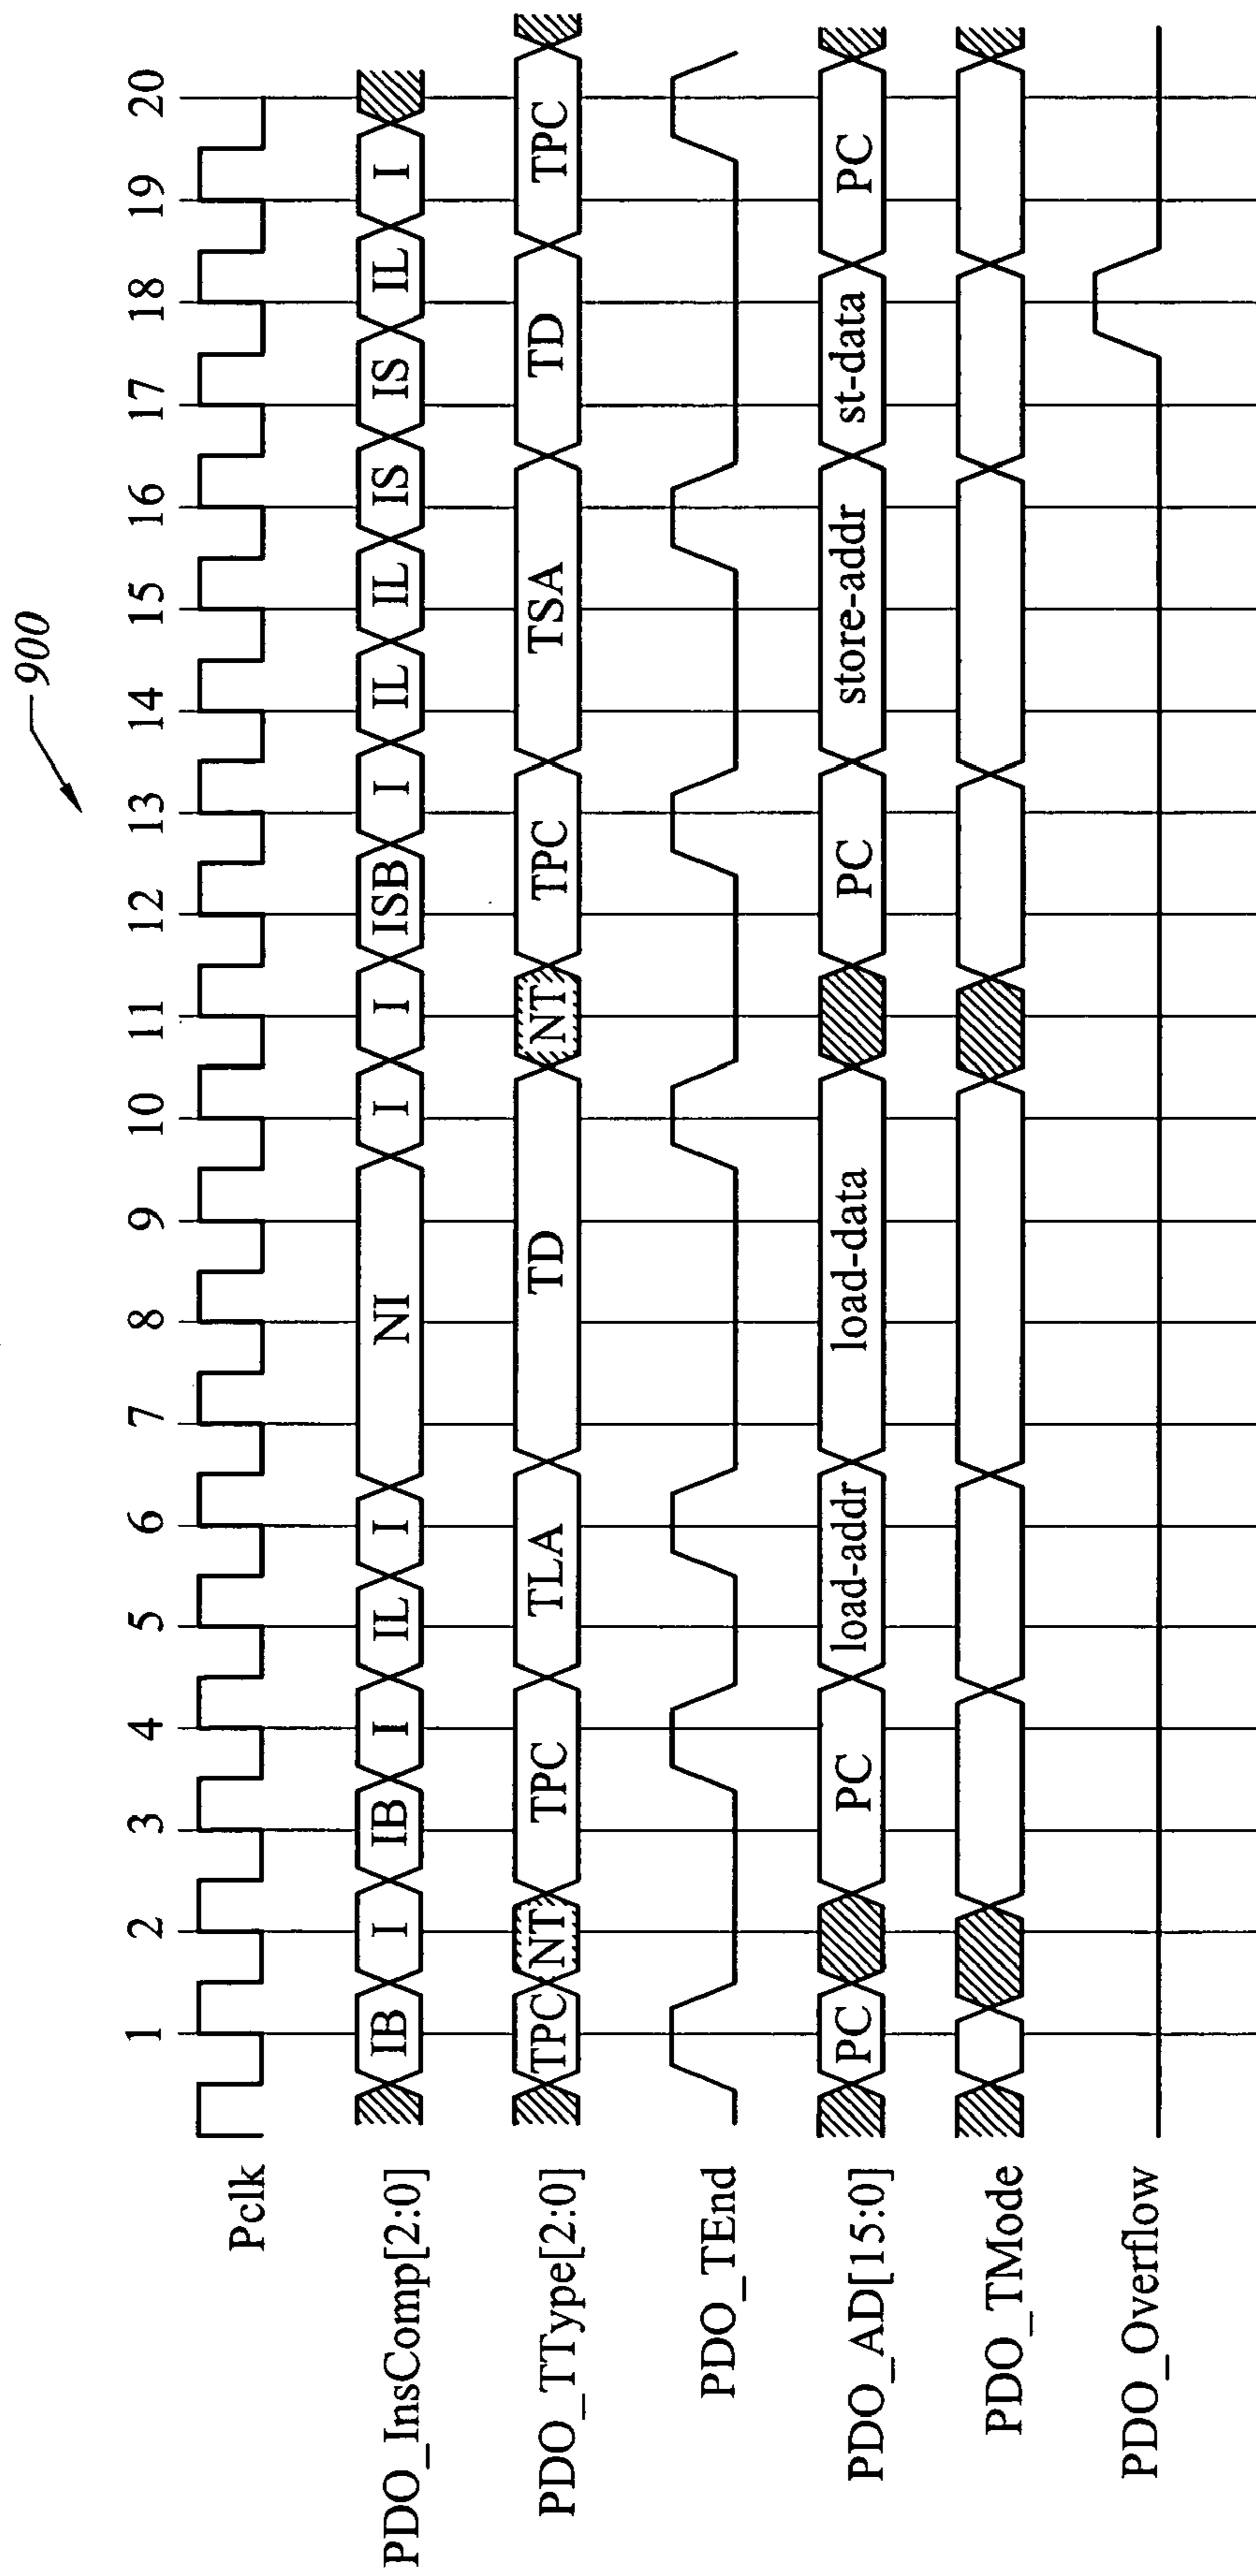 900
1 2 3 4 5 6 7 8 9 10 11 12 13 14 15 16 17 18 19 20
Pclk
PDO_InsComp[2:0] IB I IB I IL I NI I I ISB I IL IL IS IS IL I
PDO_TType[2:0] TPC NT TPC TLA TD NT TPC TSA TD TPC
PDO_TEnd
PDO_AD[15:0] PC PC load-addr load-data PC store-addr st-data PC
PDO_TMode
PDO_Overflow